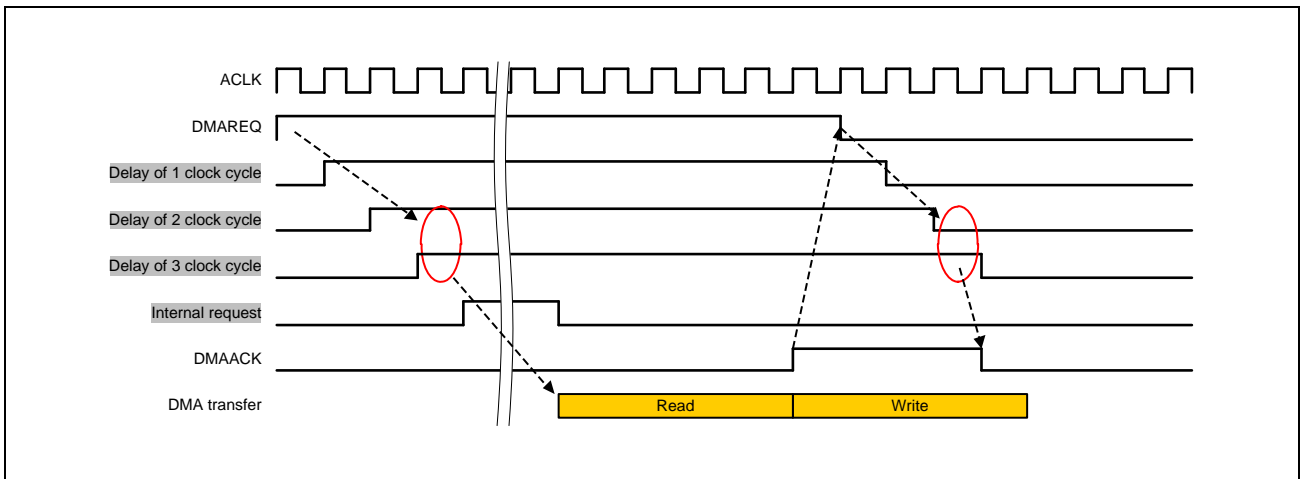 ACLK
DMAREQ
Delay of 1 clock cycle
Delay of 2 clock cycle
Delay of 3 clock cycle
Internal request
DMAACK
DMA transfer
Read
Write